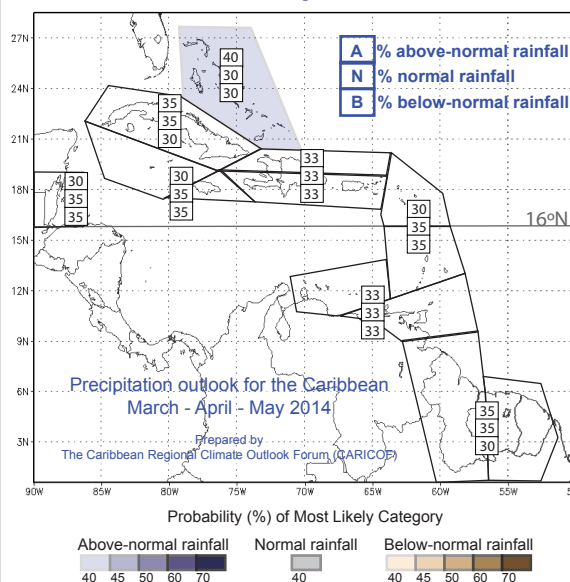 A % above-normal rainfall
N % normal rainfall
B % below-normal rainfall
27N
24N
21N
18N
15N
12N
9N
6N
3N
40
30
30
35
35
30
33
33
33
30
35
35
30
35
35
30
35
35
16ºN
33
33
33
35
35
30
Precipitation outlook for the Caribbean
March - April - May 2014
Prepared by
The Caribbean Regional Climate Outlook Forum (CARICOF)
90W 85W 80W 75W 70W 65W 60W 55W
Probability (%) of Most Likely Category
Above-normal rainfall Normal rainfall Below-normal rainfall
40 45 50 60 70 40 40 45 50 60 70